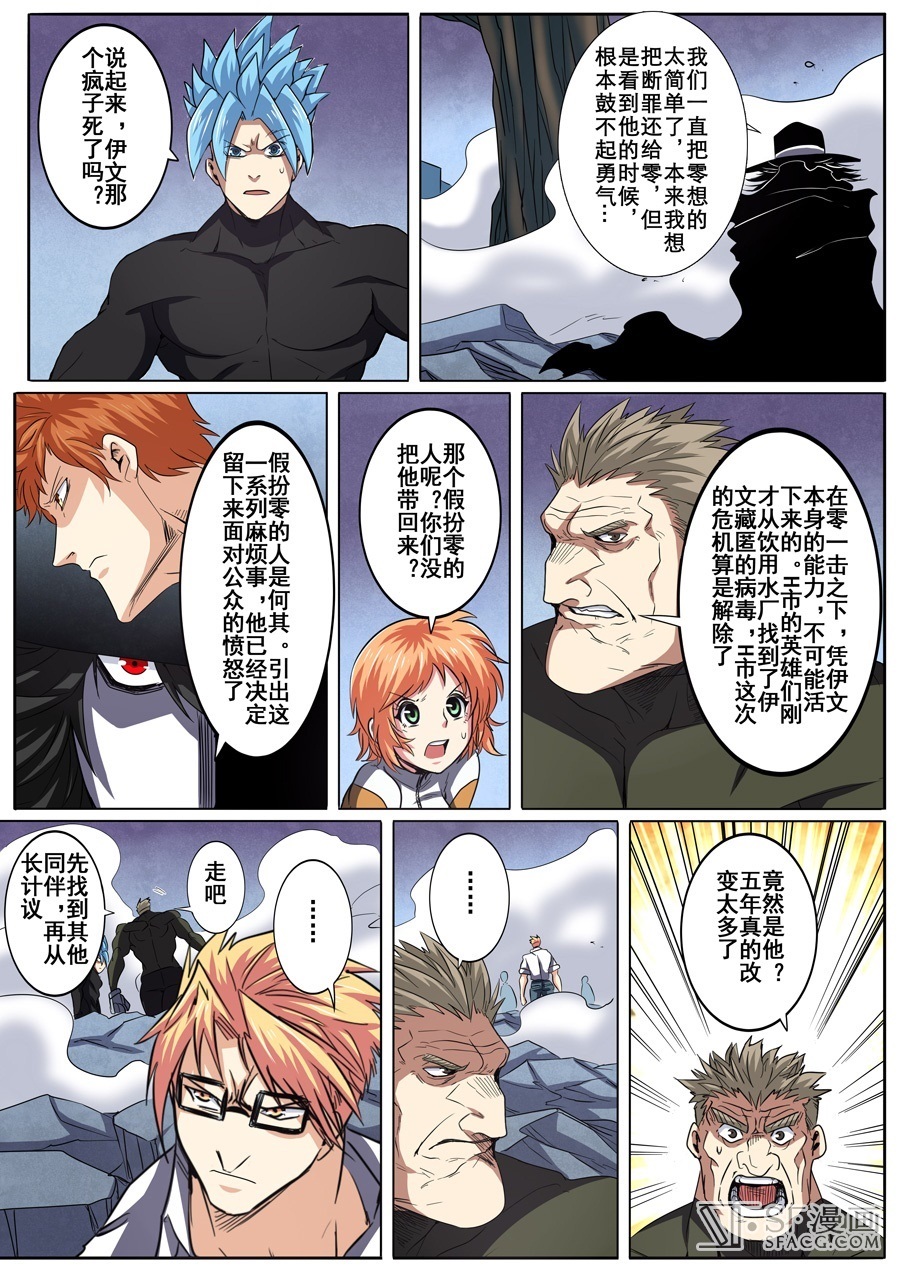 我们一直把零想的
太简单了，本来我想
把断罪还给零，但
是看到他的时候，
根本鼓不起勇气…
说起来，伊文那
个疯子死了吗？
在零一击之下，凭伊文
本身的能力，不可能活
下来的。H市的英雄们刚
才从饮用水厂找到了伊
文藏匿的病毒，H市这次
的危机算是解除了
那个假扮零的
人呢？你们没
把他带回来？
假扮零的人是何其。引出这
一系列麻烦事，他已经决定
留下来面对公众的愤怒了
竟然是他？
五年真的改
变太多了
……
……
走吧
先找到其他
同伴，再从
长计议
SF漫画
SFACG.COM